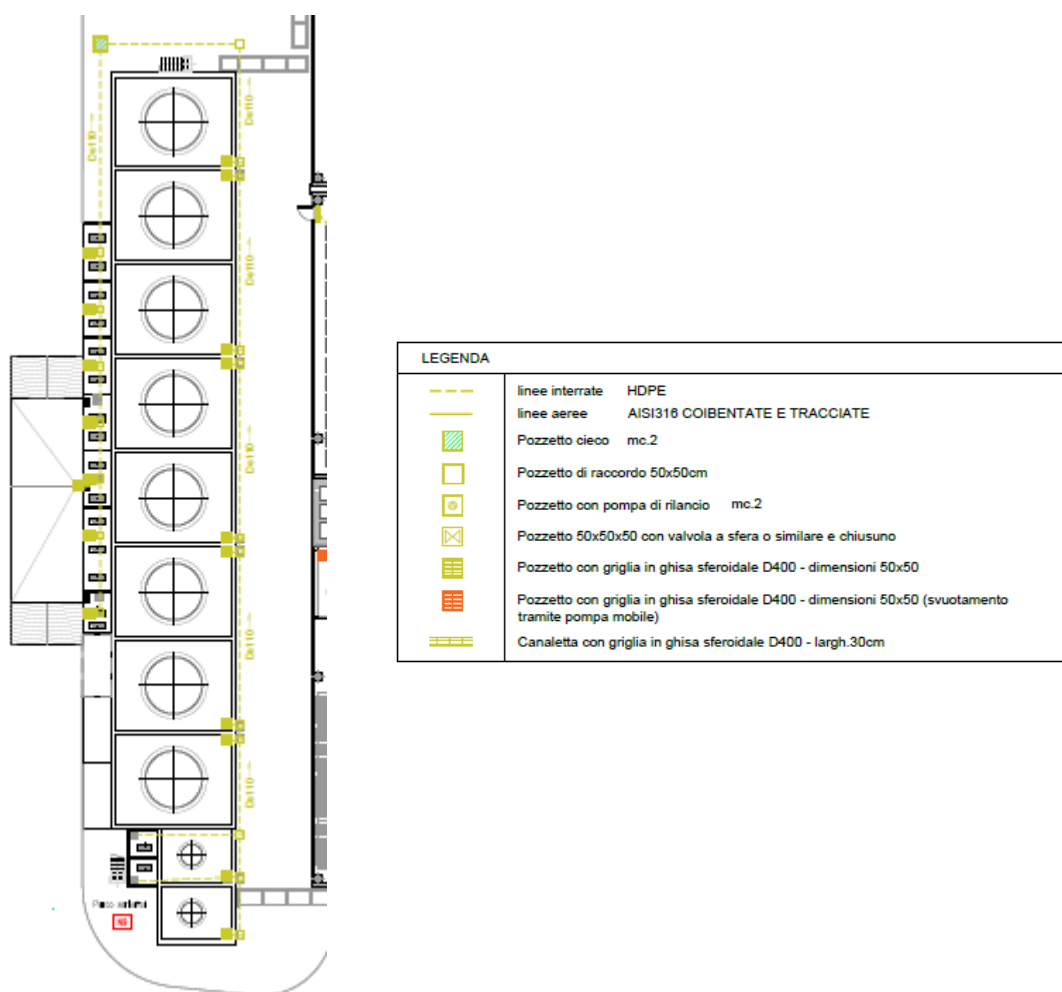 De110
De110
De110
De110
De110
De110
LEGENDA
linee interrate HDPE
linee aeree AISI316 COIBENTATE E TRACCIATE
Pozzetto cieco mc.2
Pozzetto di raccordo 50x50cm
Pozzetto con pompa di rilancio mc.2
Pozzetto 50x50x50 con valvola a sfera o similare e chiusuno
Pozzetto con griglia in ghisa sferoidale D400 - dimensioni 50x50
Pozzetto con griglia in ghisa sferoidale D400 - dimensioni 50x50 (svuotamento
tramite pompa mobile)
Canaletta con griglia in ghisa sferoidale D400 - largh.30cm